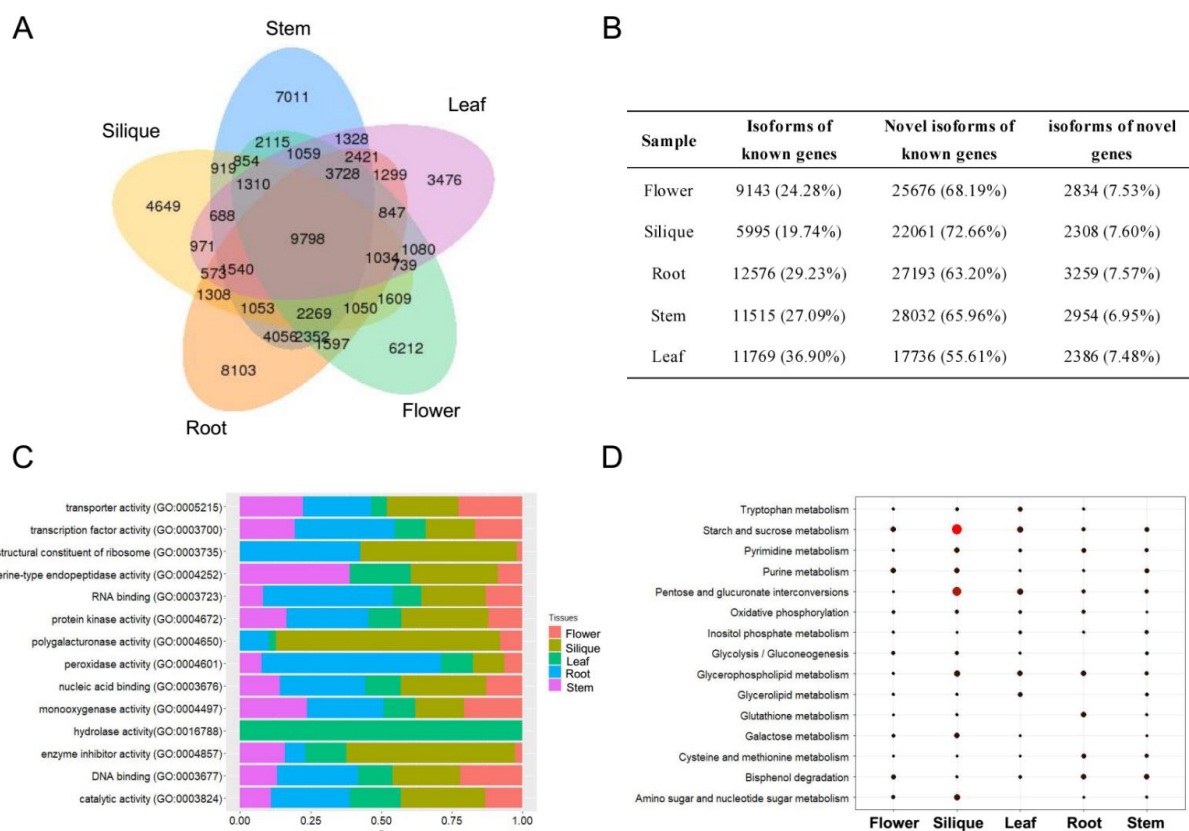 A
Stem
Leaf
Silique
Root
Flower
7011
2115
1328
1059
2421
854
919
3728
1299
3476
1310
4649
688
847
9798
971
1080
1034
739
573
1540
1308
1609
1053
1050
2269
4056
2352
1597
6212
8103
B
Sample Isoforms of known genes Novel isoforms of known genes isoforms of novel genes
Flower 9143 (24.28%) 25676 (68.19%) 2834 (7.53%)
Silique 5995 (19.74%) 22061 (72.66%) 2308 (7.60%)
Root 12576 (29.23%) 27193 (63.20%) 3259 (7.57%)
Stem 11515 (27.09%) 28032 (65.96%) 2954 (6.95%)
Leaf 11769 (36.90%) 17736 (55.61%) 2386 (7.48%)
C
transporter activity (GO:0005215)
transcription factor activity (GO:0003700)
structural constituent of ribosome (GO:0003735)
erine-type endopeptidase activity (GO:0004252)
RNA binding (GO:0003723)
protein kinase activity (GO:0004672)
polygalacturonase activity (GO:0004650)
peroxidase activity (GO:0004601)
nucleic acid binding (GO:0003676)
monooxygenase activity (GO:0004497)
hydrolase activity(GO:0016788)
enzyme inhibitor activity (GO:0004857)
DNA binding (GO:0003677)
catalytic activity (GO:0003824)
0.00 0.25 0.50 0.75 1.00
Tissues
Flower
Silique
Leaf
Root
Stem
D
Tryptophan metabolism
Starch and sucrose metabolism
Pyrimidine metabolism
Purine metabolism
Pentose and glucuronate interconversions
Oxidative phosphorylation
Inositol phosphate metabolism
Glycolysis / Gluconeogenesis
Glycerophospholipid metabolism
Glycerolipid metabolism
Glutathione metabolism
Galactose metabolism
Cysteine and methionine metabolism
Bisphenol degradation
Amino sugar and nucleotide sugar metabolism
Flower Silique Leaf Root Stem